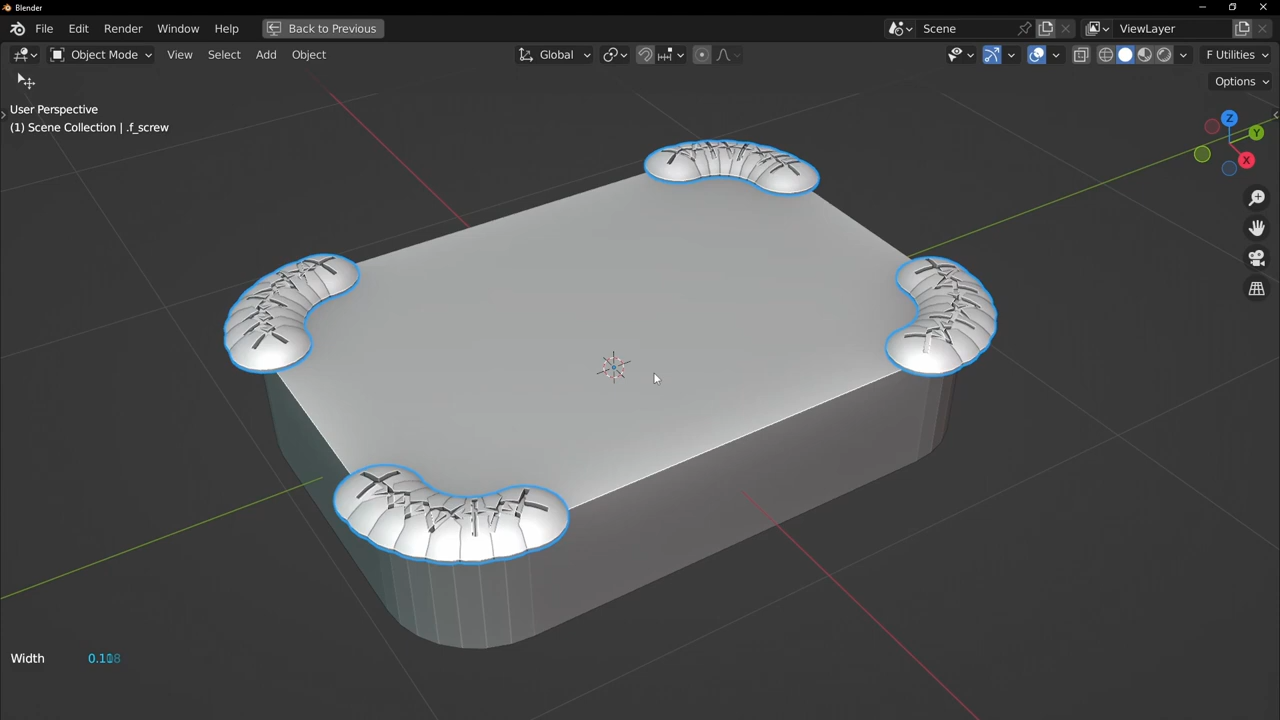 Blender
File Edit Render Window Help Back to Previous Scene ViewLayer
Object Mode View Select Add Object Global F Utilities
Options
User Perspective
(1) Scene Collection | .f_screw
Z
Y
X
Width